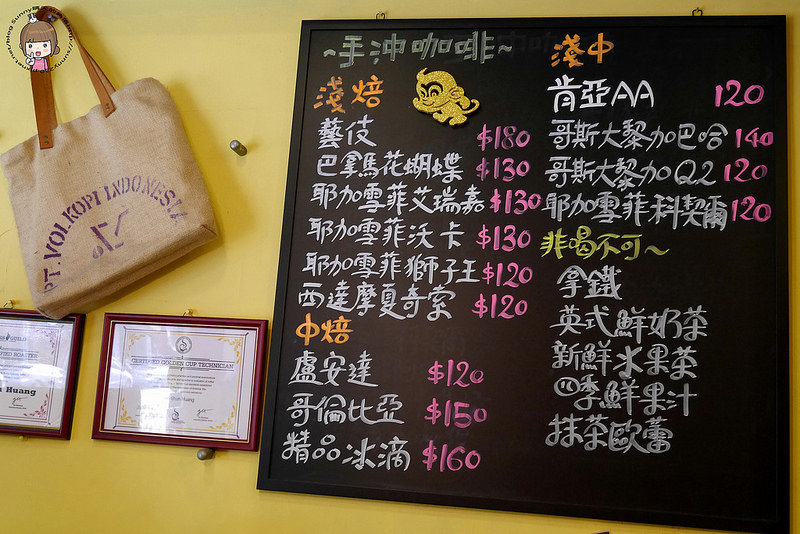 ~手沖咖啡~
淺焙
藝伎 $180
巴拿馬花蝴蝶 $130
耶加雪菲艾瑞嘉 $130
耶加雪菲沃卡 $130
耶加雪菲獅子王 $120
西達摩夏奇索 $120
中焙
盧安達 $120
哥倫比亞 $150
精品冰滴 $160
淺中
肯亞AA 120
哥斯大黎加巴哈 140
哥斯大黎加Q2 120
耶加雪菲科契爾 120
非喝不可~
拿鐵
英式鮮奶茶
新鮮水果茶
四季鮮果汁
抹茶歐蕾
PT. VOLKOPI INDONESIA
CERTIFIED GOLDEN CUP TECHNICIAN
Huang